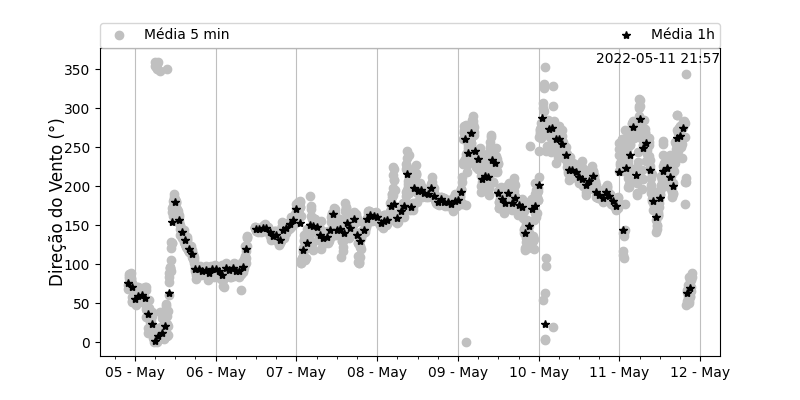 Média 5 min
Média 1h
2022-05-11 21:57
Direção do Vento (°)
350
300
250
200
150
100
50
0
05 - May
06 - May
07 - May
08 - May
09 - May
10 - May
11 - May
12 - May